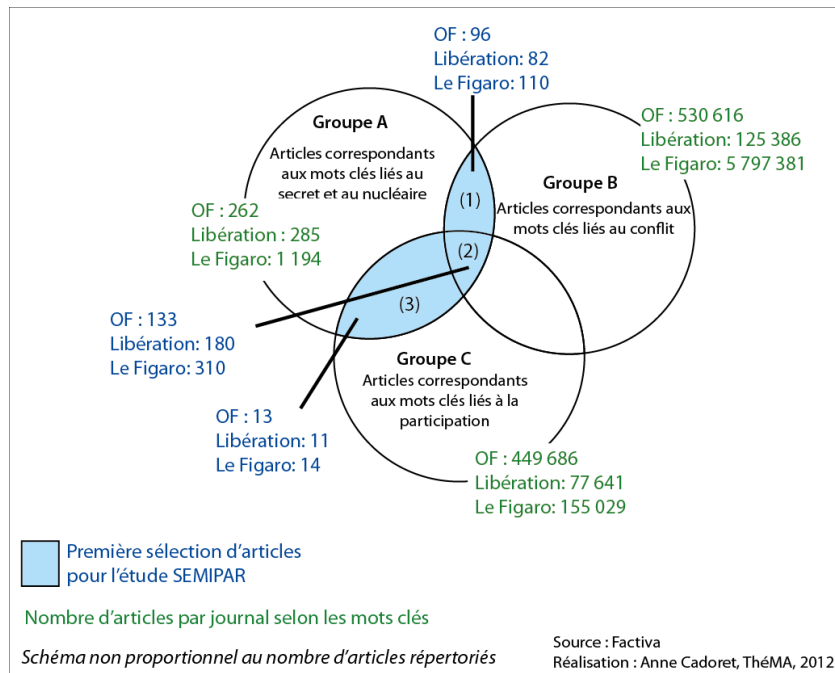 OF : 96
Libération: 82
Le Figaro: 110
Groupe A
Articles correspondants
aux mots clés liés au
secret et au nucléaire
OF : 262
Libération : 285
Le Figaro: 1 194
OF : 530 616
Libération: 125 386
Le Figaro: 5 797 381
Groupe B
Articles correspondants aux
mots clés liés au conflit
(1)
(2)
(3)
OF : 133
Libération: 180
Le Figaro: 310
Groupe C
Articles correspondants
aux mots clés liés à la
participation
OF : 13
Libération: 11
Le Figaro: 14
OF : 449 686
Libération: 77 641
Le Figaro: 155 029
Première sélection d'articles
pour l'étude SEMIPAR
Nombre d'articles par journal selon les mots clés
Schéma non proportionnel au nombre d'articles répertoriés
Source : Factiva
Réalisation : Anne Cadoret, ThéMA, 2012